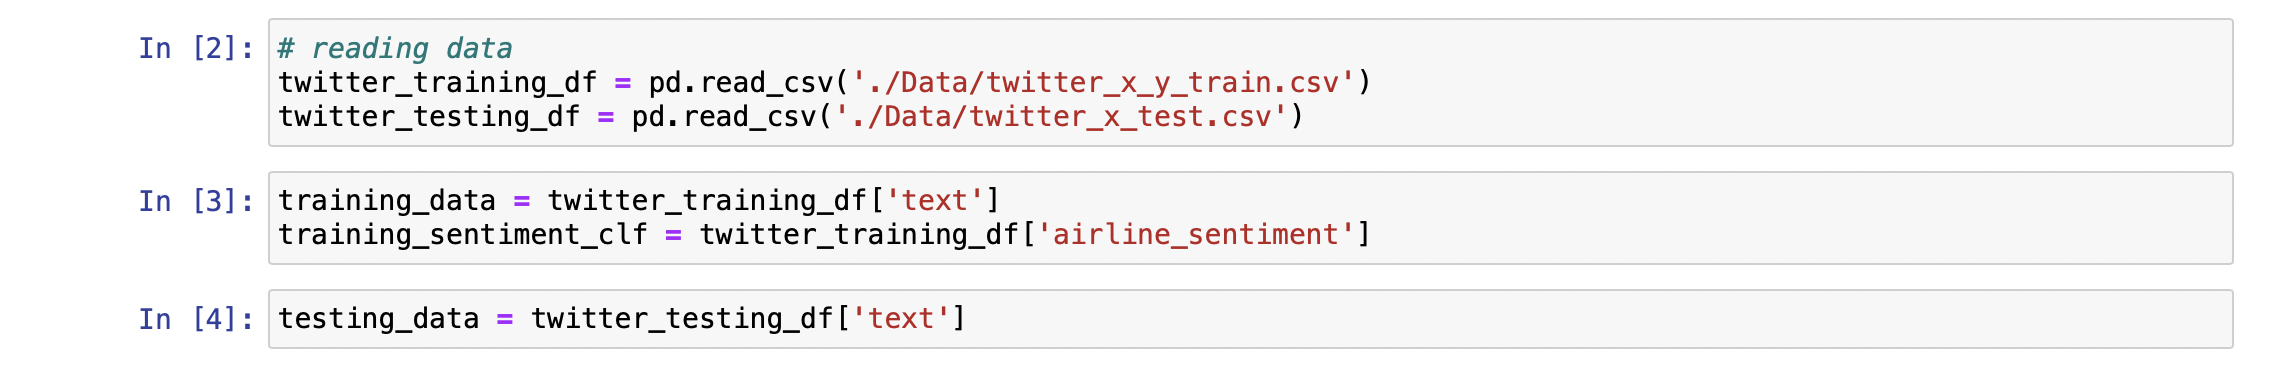 In [2]: # reading data
twitter_training_df = pd.read_csv('./Data/twitter_x_y_train.csv')
twitter_testing_df = pd.read_csv('./Data/twitter_x_test.csv')
In [3]: training_data = twitter_training_df['text']
training_sentiment_clf = twitter_training_df['airline_sentiment']
In [4]: testing_data = twitter_testing_df['text']